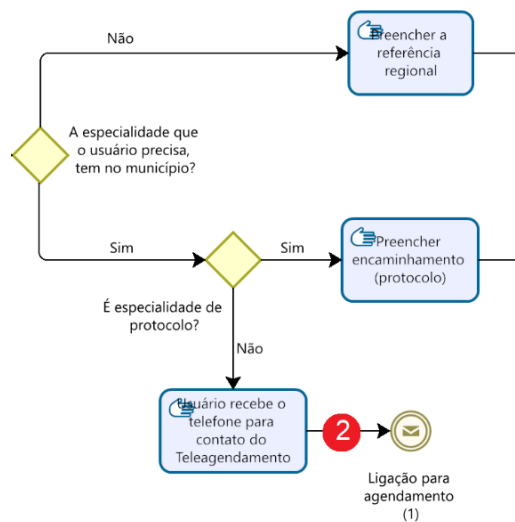 Não
Preencher a
referência
regional
A especialidade que
o usuário precisa,
tem no município?
Sim
Sim
Preencher
encaminhamento
(protocolo)
É especialidade de
protocolo?
Não
Usuário recebe o
telefone para
contato do
Teleagendamento
2
Ligação para
agendamento
(1)